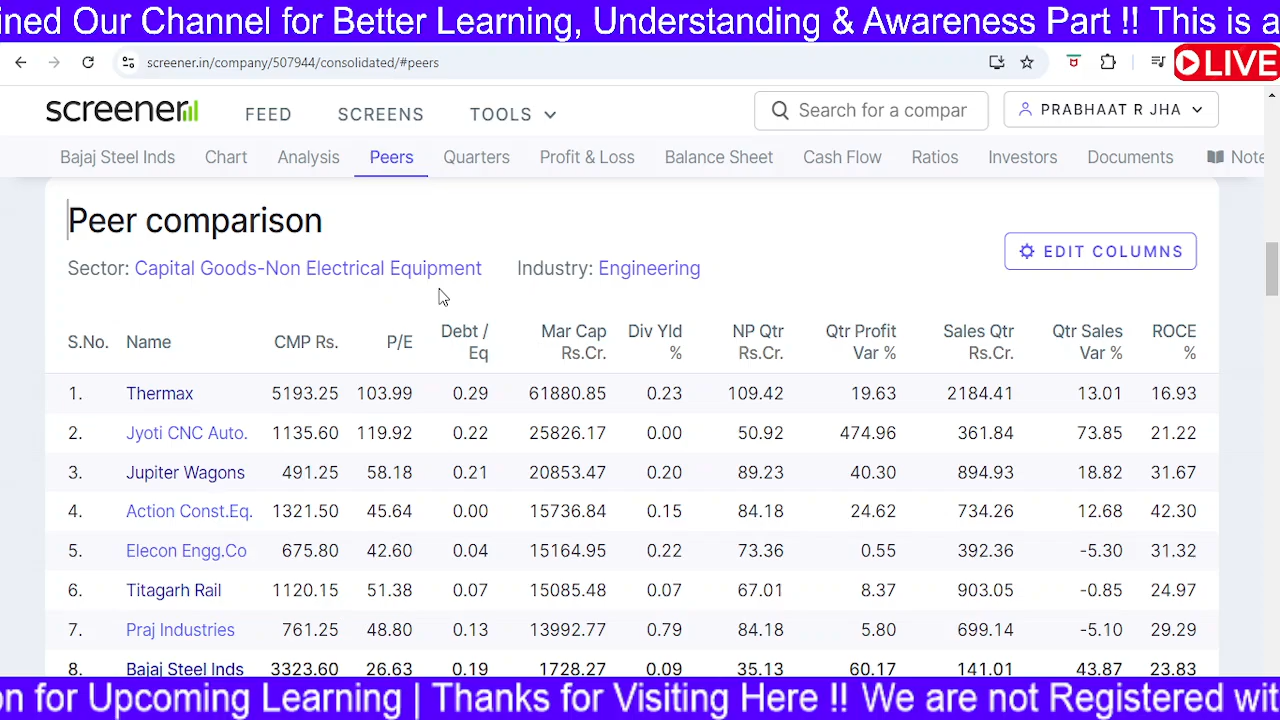 ined Our Channel for Better Learning, Understanding & Awareness Part !! This is a
screener.in/company/507944/consolidated/#peers
LIVE
screener
FEED SCREENS TOOLS
Search for a compar
PRABHAAT R JHA
Bajaj Steel Inds Chart Analysis Peers Quarters Profit & Loss Balance Sheet Cash Flow Ratios Investors Documents Note
Peer comparison
Sector: Capital Goods-Non Electrical Equipment Industry: Engineering
EDIT COLUMNS
S.No. Name CMP Rs. P/E Debt / Eq Mar Cap Rs.Cr. Div Yld % NP Qtr Rs.Cr. Qtr Profit Var % Sales Qtr Rs.Cr. Qtr Sales Var % ROCE %
1. Thermax 5193.25 103.99 0.29 61880.85 0.23 109.42 19.63 2184.41 13.01 16.93
2. Jyoti CNC Auto. 1135.60 119.92 0.22 25826.17 0.00 50.92 474.96 361.84 73.85 21.22
3. Jupiter Wagons 491.25 58.18 0.21 20853.47 0.20 89.23 40.30 894.93 18.82 31.67
4. Action Const.Eq. 1321.50 45.64 0.00 15736.84 0.15 84.18 24.62 734.26 12.68 42.30
5. Elecon Engg.Co 675.80 42.60 0.04 15164.95 0.22 73.36 0.55 392.36 -5.30 31.32
6. Titagarh Rail 1120.15 51.38 0.07 15085.48 0.07 67.01 8.37 903.05 -0.85 24.97
7. Praj Industries 761.25 48.80 0.13 13992.77 0.79 84.18 5.80 699.14 -5.10 29.29
8. Bajaj Steel Inds 3323.60 26.63 0.19 1728.27 0.09 35.13 60.17 141.01 43.87 23.83
on for Upcoming Learning | Thanks for Visiting Here !! We are not Registered wit